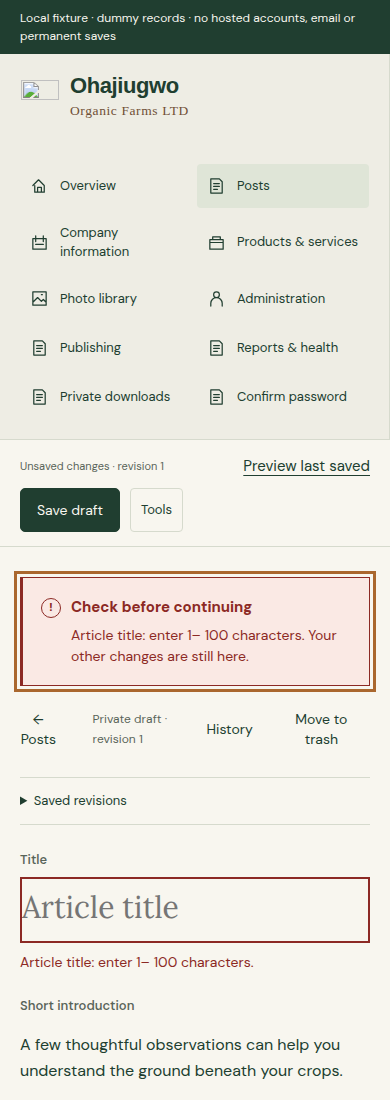 Local fixture · dummy records · no hosted accounts, email or
permanent saves
Ohajiugwo
Organic Farms LTD
Overview
Posts
Company
information
Products & services
Photo library
Administration
Publishing
Reports & health
Private downloads
Confirm password
Unsaved changes · revision 1
Preview last saved
Save draft
Tools
Check before continuing
Article title: enter 1– 100 characters. Your
other changes are still here.
← Posts
Private draft ·
revision 1
History
Move to
trash
Saved revisions
Title
Article title
Article title: enter 1– 100 characters.
Short introduction
A few thoughtful observations can help you
understand the ground beneath your crops.